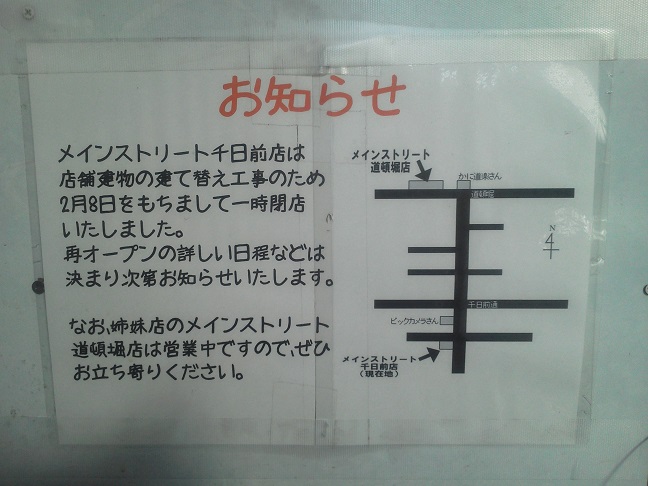 お知らせ
メインストリート千日前店は
店舗建物の建て替え工事のため
2月8日をもちまして一時閉店
いたしました。
再オープンの詳しい日程などは
決まり次第お知らせいたします。
なお、姉妹店のメインストリート
道頓堀店は営業中ですので、ぜひ
お立ち寄りください。
メインストリート
道頓堀店
かに道楽さん
道頓堀
N
千日前通
ビックカメラさん
メインストリート
千日前店
(現在地)